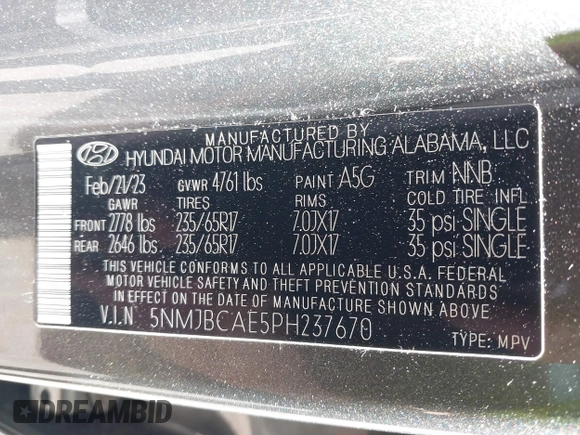 MANUFACTURED BY
HYUNDAI MOTOR MANUFACTURING ALABAMA, LLC
Feb/21/23 GVWR 4761 lbs PAINT A5G TRIM NNB
GAWR TIRES RIMS COLD TIRE INFL.
FRONT 2778 lbs 235/65R17 7.0JX17 35 psi SINGLE
REAR 2646 lbs 235/65R17 7.0JX17 35 psi SINGLE
THIS VEHICLE CONFORMS TO ALL APPLICABLE U.S.A. FEDERAL
MOTOR VEHICLE SAFETY AND THEFT PREVENTION STANDARDS
IN EFFECT ON THE DATE OF MANUFACTURE SHOWN ABOVE.
V.I.N 5NMJBCAE5PH237670
TYPE: MPV
DREAMBID